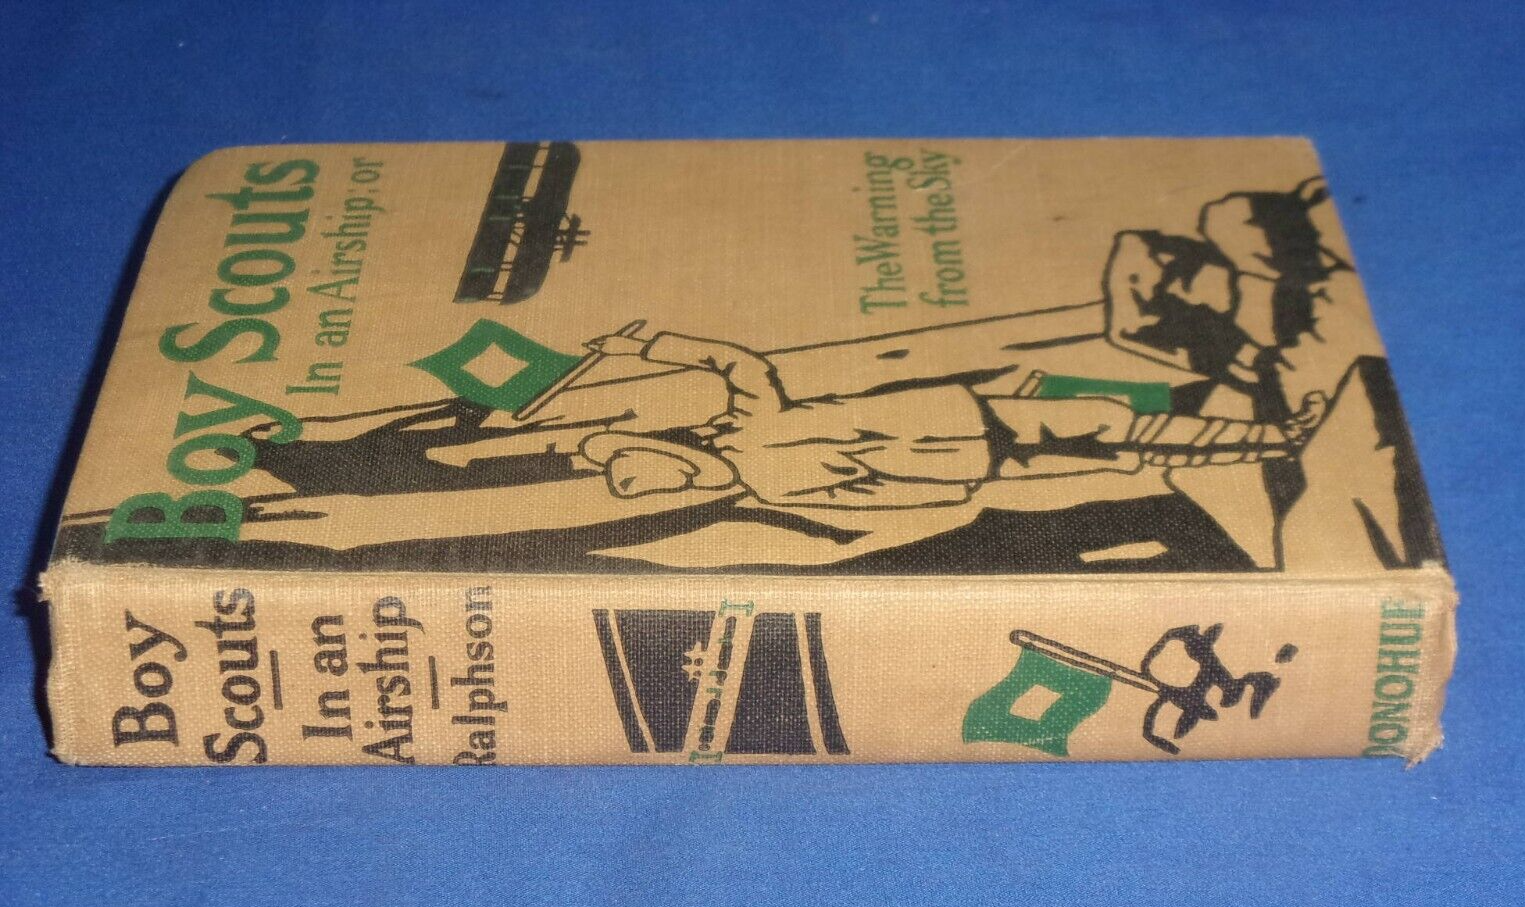 Boy Scouts
In an Airship; or
The Warning
from the Sky
Boy
Scouts
In an
Airship
Ralphson
DONOHUE